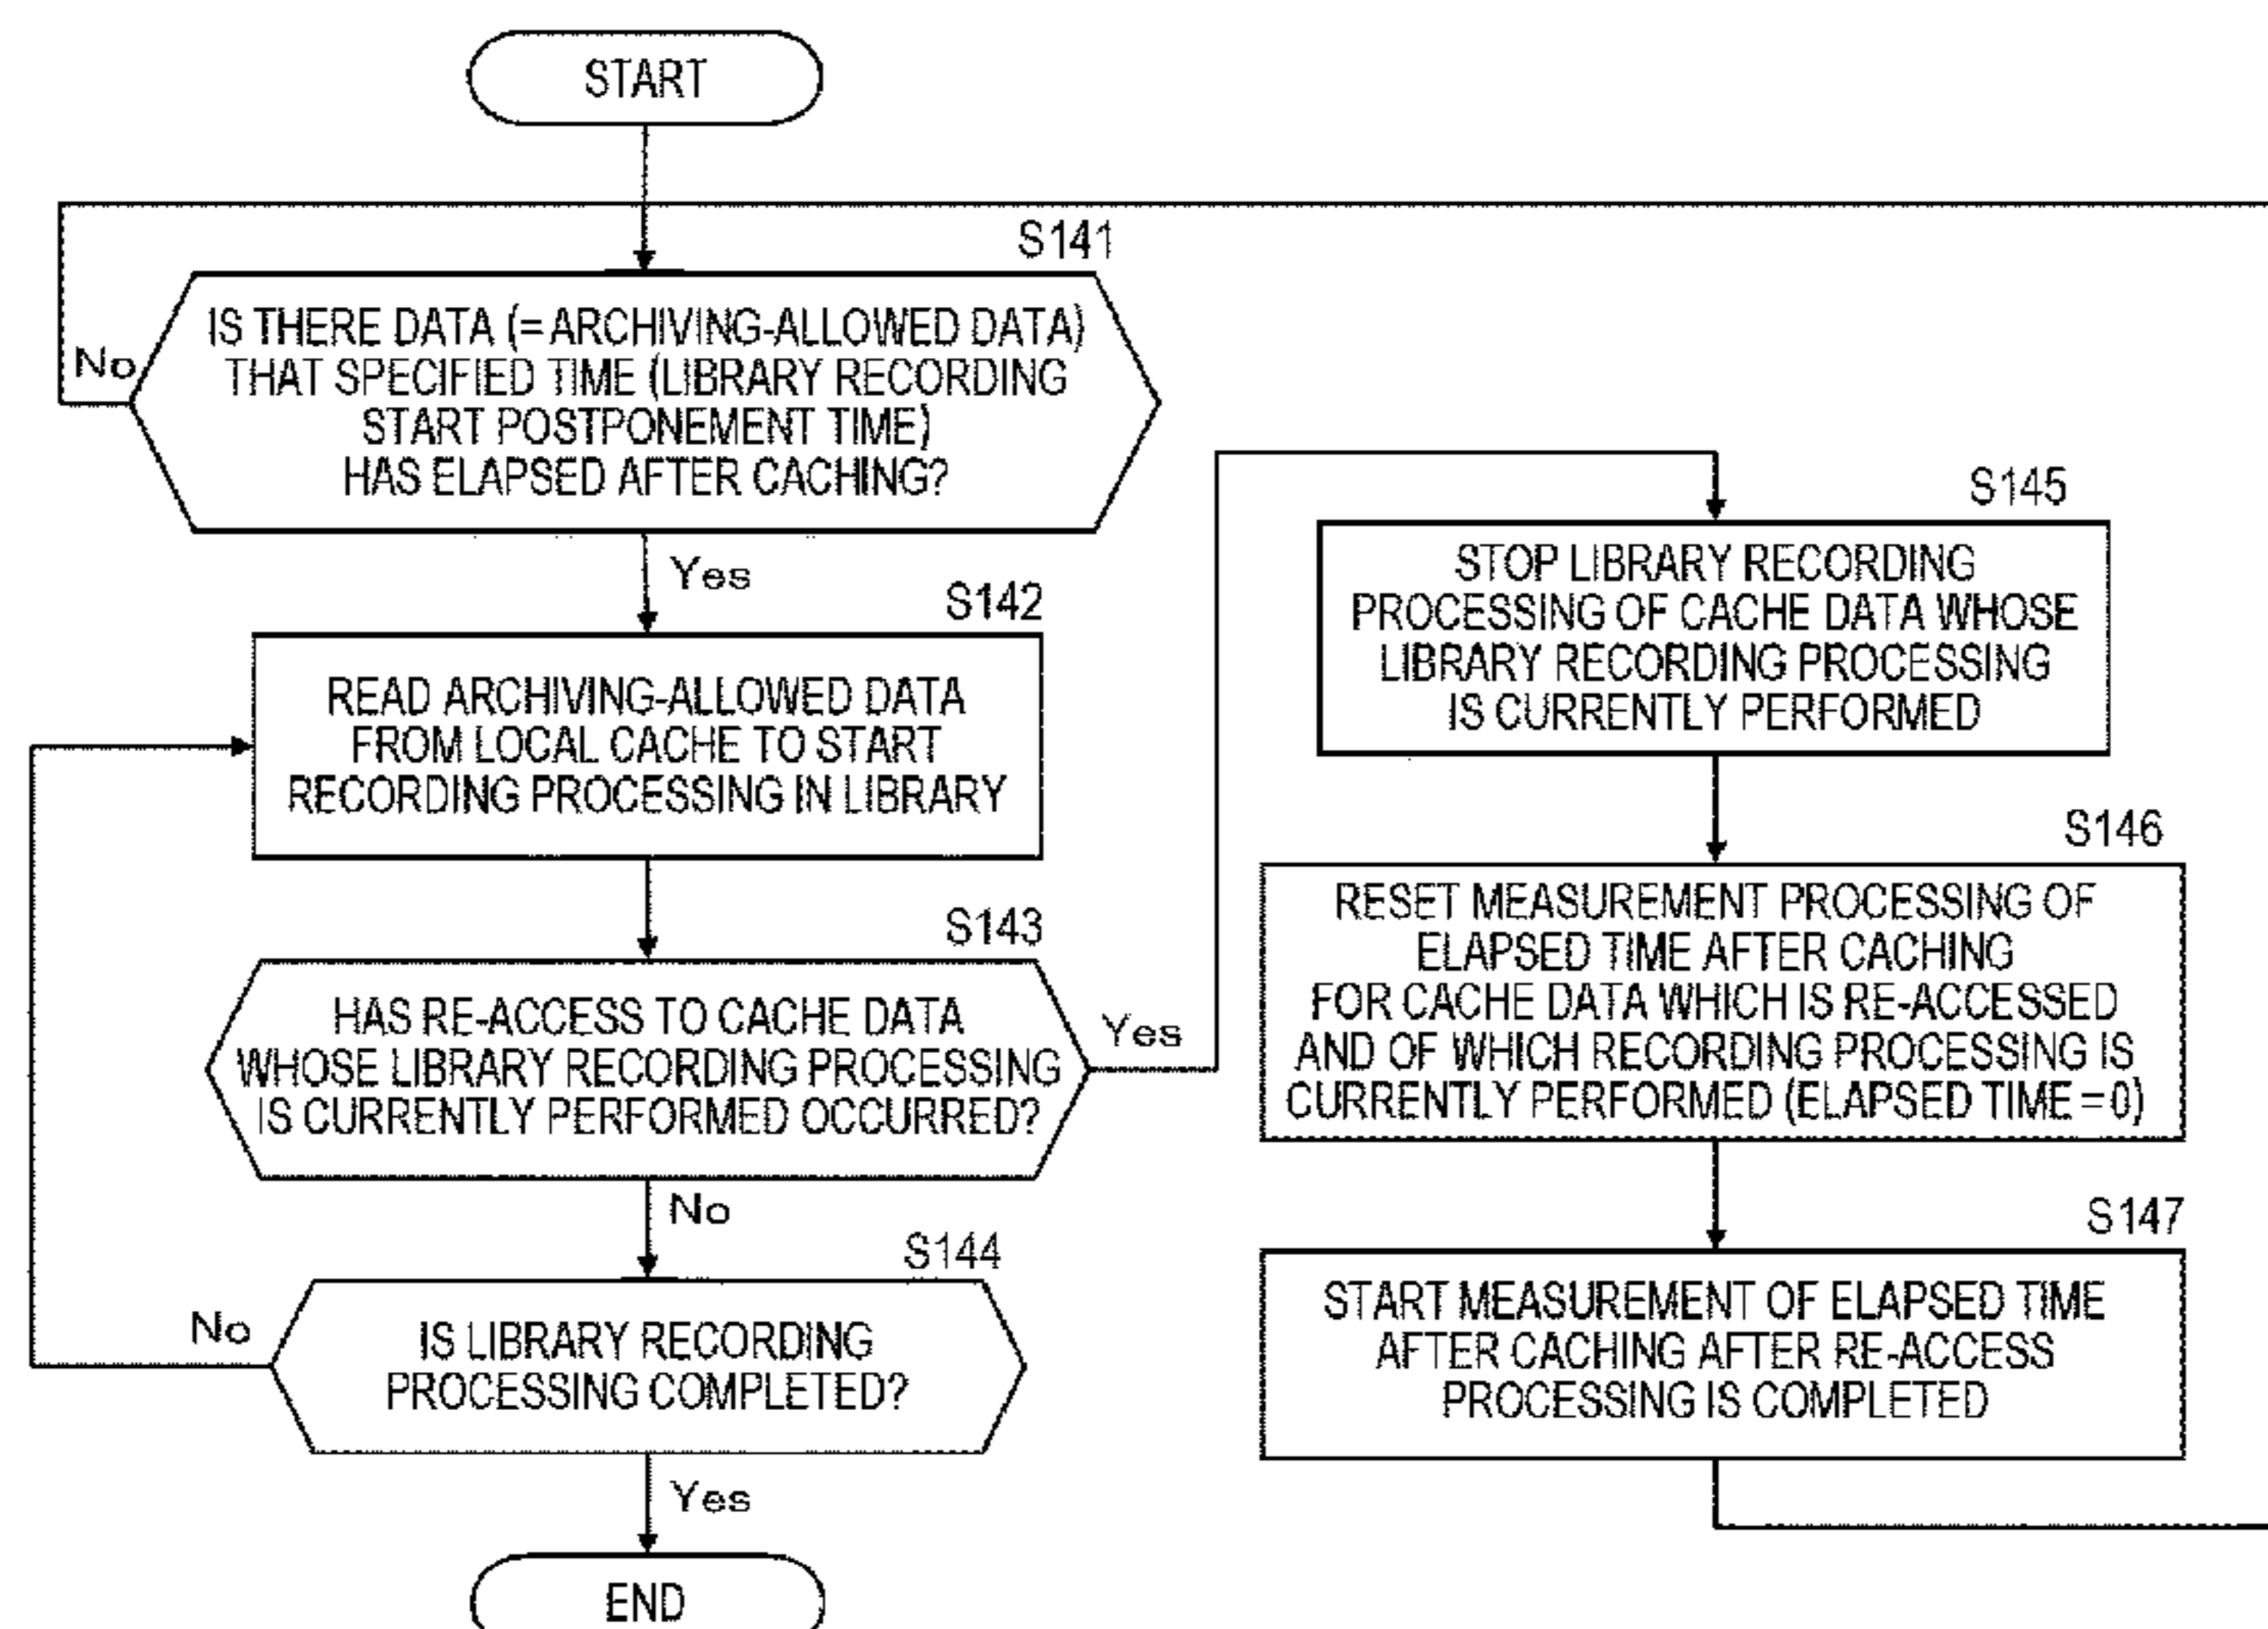 START
S141
IS THERE DATA (= ARCHIVING-ALLOWED DATA)
THAT SPECIFIED TIME (LIBRARY RECORDING
START POSTPONEMENT TIME)
HAS ELAPSED AFTER CACHING?
No
Yes
S142
READ ARCHIVING-ALLOWED DATA
FROM LOCAL CACHE TO START
RECORDING PROCESSING IN LIBRARY
S143
HAS RE-ACCESS TO CACHE DATA
WHOSE LIBRARY RECORDING PROCESSING
IS CURRENTLY PERFORMED OCCURRED?
Yes
No
S144
IS LIBRARY RECORDING
PROCESSING COMPLETED?
No
Yes
END
S145
STOP LIBRARY RECORDING
PROCESSING OF CACHE DATA WHOSE
LIBRARY RECORDING PROCESSING
IS CURRENTLY PERFORMED
S146
RESET MEASUREMENT PROCESSING OF
ELAPSED TIME AFTER CACHING
FOR CACHE DATA WHICH IS RE-ACCESSED
AND OF WHICH RECORDING PROCESSING IS
CURRENTLY PERFORMED (ELAPSED TIME = 0)
S147
START MEASUREMENT OF ELAPSED TIME
AFTER CACHING AFTER RE-ACCESS
PROCESSING IS COMPLETED